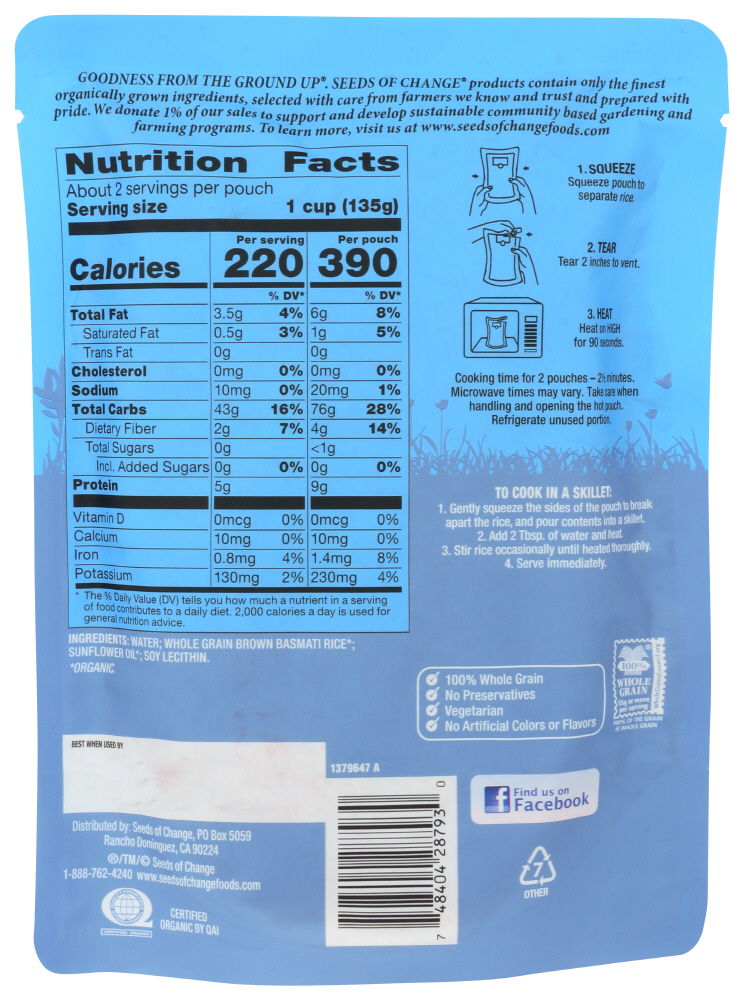 GOODNESS FROM THE GROUND UP®. SEEDS OF CHANGE® products contain only the finest
organically grown ingredients, selected with care from farmers we know and trust and prepared with
pride. We donate 1% of our sales to support and develop sustainable community based gardening and
farming programs. To learn more, visit us at www.seedsofchangefoods.com
Nutrition Facts
About 2 servings per pouch
Serving size 1 cup (135g)
Per serving Per pouch
Calories 220 390
% DV* % DV*
Total Fat 3.5g 4% 6g 8%
Saturated Fat 0.5g 3% 1g 5%
Trans Fat 0g 0g
Cholesterol 0mg 0% 0mg 0%
Sodium 10mg 0% 20mg 1%
Total Carbs 43g 16% 76g 28%
Dietary Fiber 2g 7% 4g 14%
Total Sugars 0g <1g
Incl. Added Sugars 0g 0% 0g 0%
Protein 5g 9g
Vitamin D 0mcg 0% 0mcg 0%
Calcium 10mg 0% 10mg 0%
Iron 0.8mg 4% 1.4mg 8%
Potassium 130mg 2% 230mg 4%
* The % Daily Value (DV) tells you how much a nutrient in a serving
of food contributes to a daily diet. 2,000 calories a day is used for
general nutrition advice.
INGREDIENTS: WATER; WHOLE GRAIN BROWN BASMATI RICE*;
SUNFLOWER OIL*; SOY LECITHIN.
*ORGANIC.
1. SQUEEZE
Squeeze pouch to
separate rice.
2. TEAR
Tear 2 inches to vent.
3. HEAT
Heat on HIGH
for 90 seconds.
Cooking time for 2 pouches – 2½ minutes.
Microwave times may vary. Take care when
handling and opening the hot pouch.
Refrigerate unused portion.
TO COOK IN A SKILLET:
1. Gently squeeze the sides of the pouch to break
apart the rice, and pour contents into a skillet.
2. Add 2 Tbsp. of water and heat.
3. Stir rice occasionally until heated thoroughly.
4. Serve immediately.
100% Whole Grain
No Preservatives
Vegetarian
No Artificial Colors or Flavors
100%
WHOLE
GRAIN
per serving
100% OF THE GRAIN
IS WHOLE GRAIN
BEST WHEN USED BY
1379647 A
Distributed by: Seeds of Change, PO Box 5059
Rancho Dominguez, CA 90224
®/TM/© Seeds of Change
1-888-762-4240 www.seedsofchangefoods.com
CERTIFIED
ORGANIC BY QAI
7 48404 28793 0
Find us on
Facebook
7
OTHER